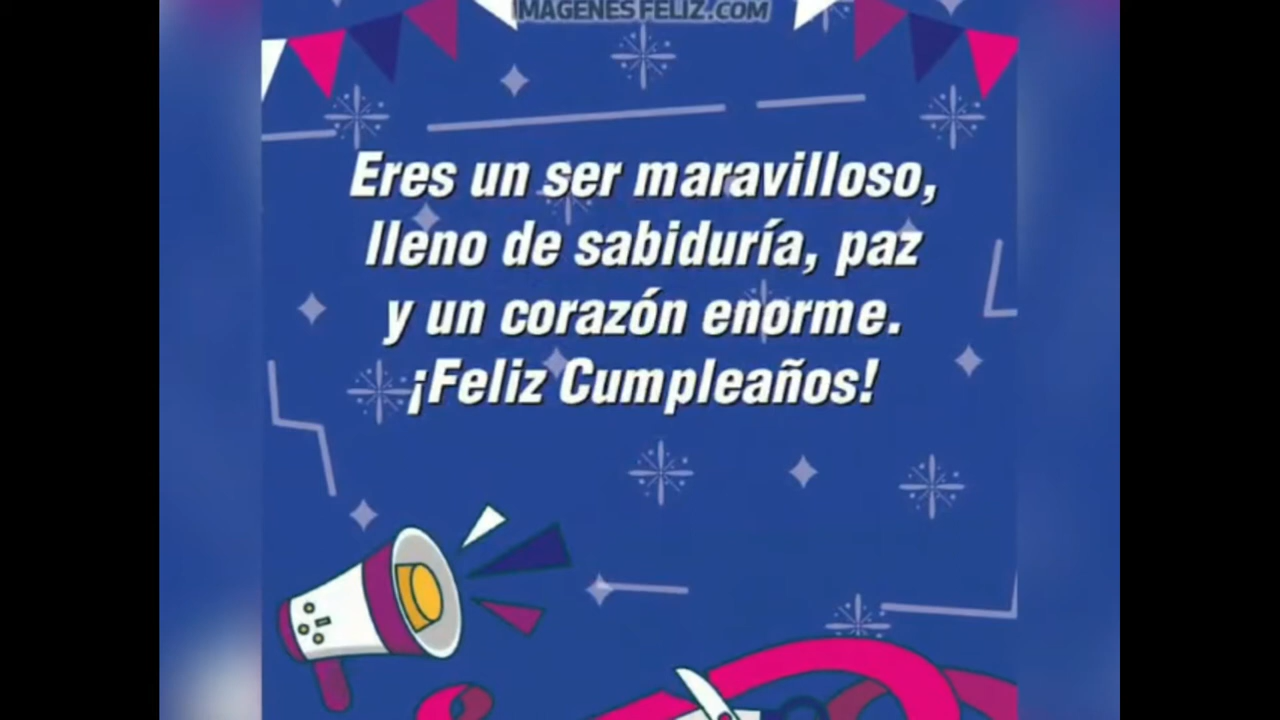 IMAGENESFELIZ.COM
Eres un ser maravilloso,
lleno de sabiduría, paz
y un corazón enorme.
¡Feliz Cumpleaños!